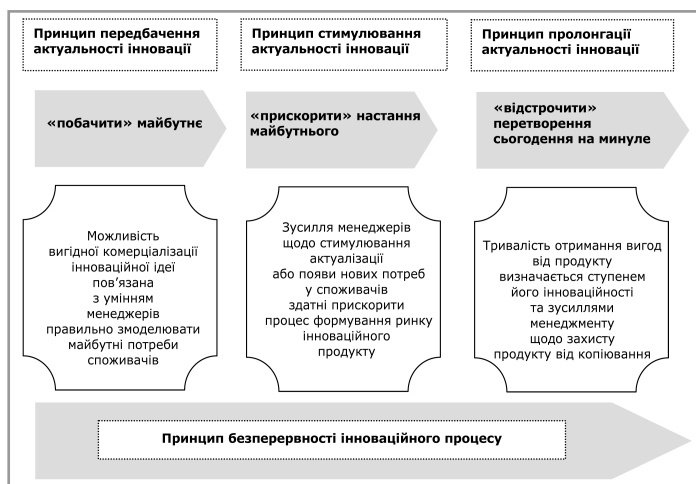 Принцип передбачення
актуальності інновації
Принцип стимулювання
актуальності інновації
Принцип пролонгації
актуальності інновації
«побачити» майбутнє
«прискорити» настання
майбутнього
«відстрочити»
перетворення
сьогодення на минуле
Можливість
вигідної комерціалізації
інноваційної ідеї
пов’язана
з умінням
менеджерів
правильно змоделювати
майбутні потреби
споживачів
Зусилля менеджерів
щодо стимулювання
актуалізації
або появи нових потреб
у споживачів
здатні прискорити
процес формування ринку
інноваційного
продукту
Тривалість отримання вигод
від продукту
визначається ступенем
його інноваційності
та зусиллями
менеджменту
щодо захисту
продукту від копіювання
Принцип безперервності інноваційного процесу